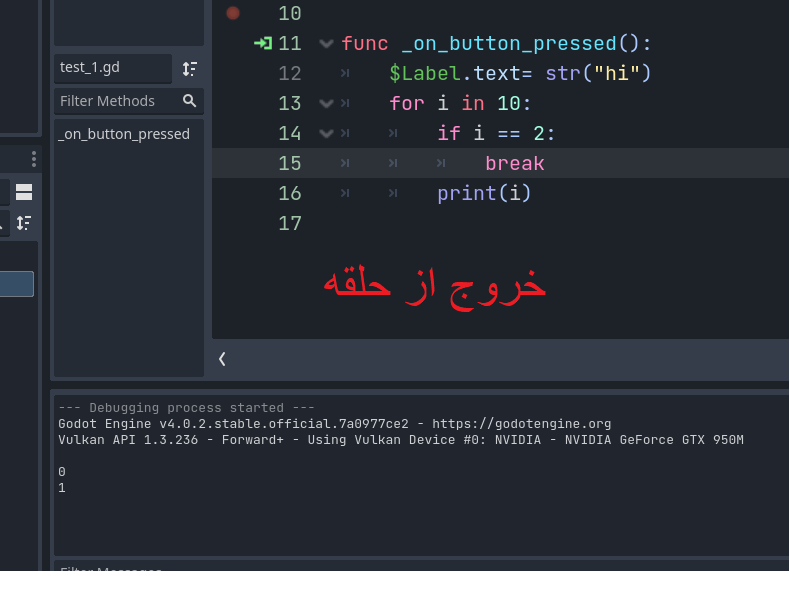 10
11 func _on_button_pressed():
12 $Label.text= str("hi")
13 for i in 10:
14 if i == 2:
15 break
16 print(i)
17
test_1.gd
Filter Methods
_on_button_pressed
خروج از حلقه
--- Debugging process started ---
Godot Engine v4.0.2.stable.official.7a0977ce2 - https://godotengine.org
Vulkan API 1.3.236 - Forward+ - Using Vulkan Device #0: NVIDIA - NVIDIA GeForce GTX 950M
0
1
Filter Messages